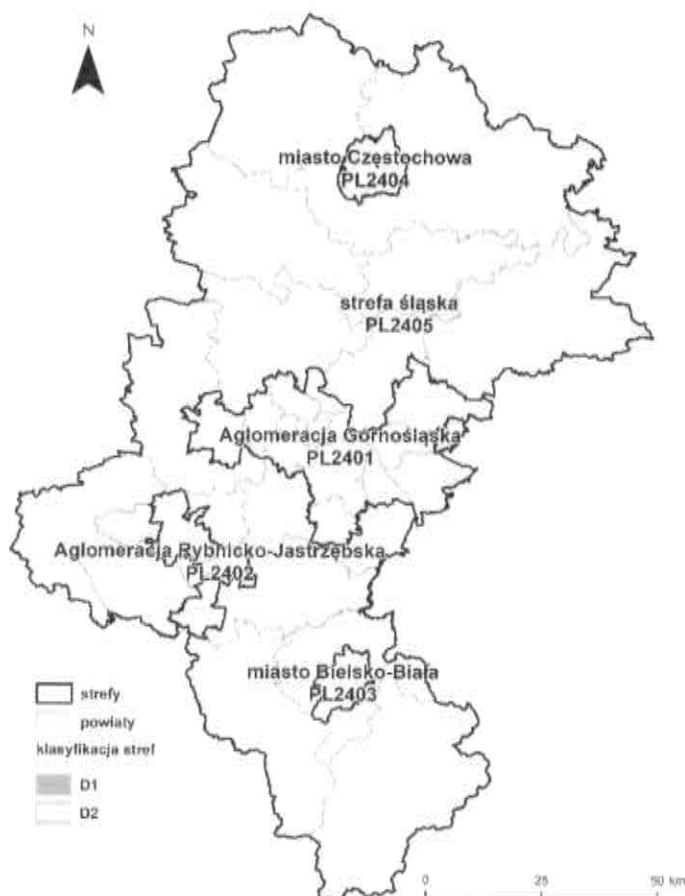 N
miasto Częstochowa
PL2404
strefa śląska
PL2405
Aglomeracja Górnośląska
PL2401
Aglomeracja Rybnicko-Jastrzębska
PL2402
miasto Bielsko-Biała
PL2403
strefy
powiaty
klasyfikacja stref
D1
D2
0 25 50 km